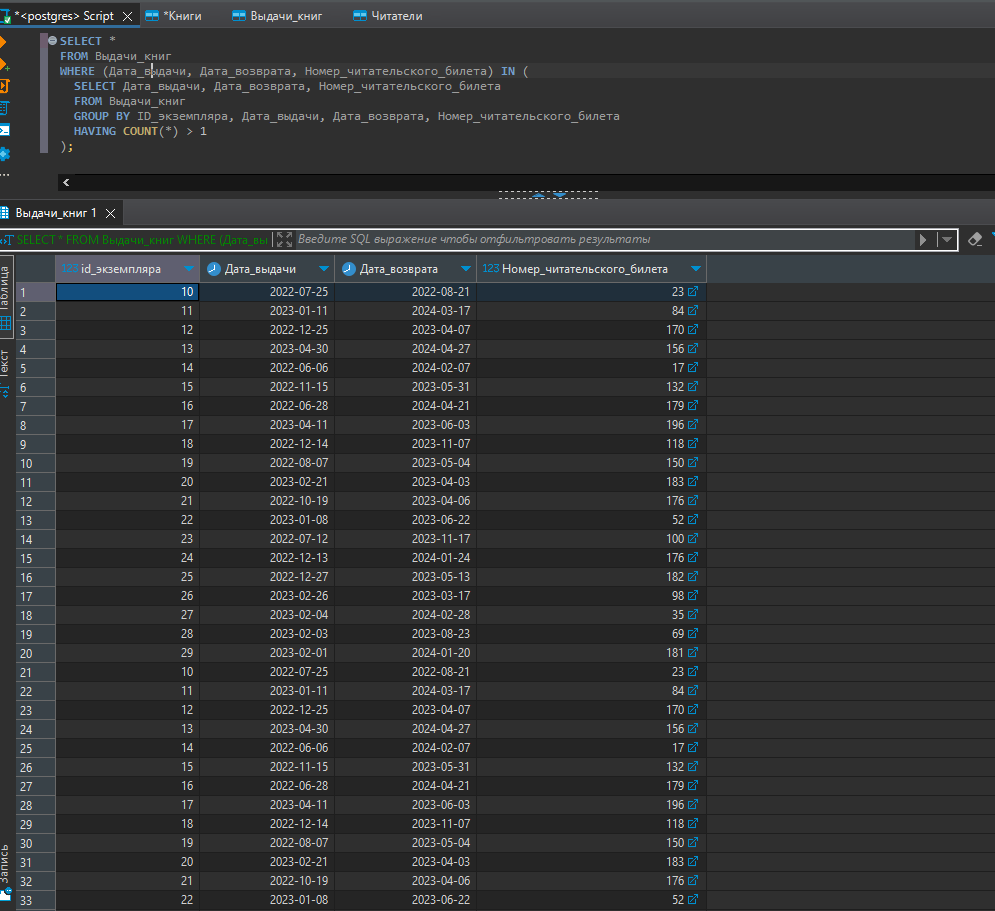 *<postgres> Script
*Книги
Выдачи_книг
Читатели
SELECT *
FROM Выдачи_книг
WHERE (Дата_выдачи, Дата_возврата, Номер_читательского_билета) IN (
SELECT Дата_выдачи, Дата_возврата, Номер_читательского_билета
FROM Выдачи_книг
GROUP BY ID_экземпляра, Дата_выдачи, Дата_возврата, Номер_читательского_билета
HAVING COUNT(*) > 1
);
Выдачи_книг 1
SELECT * FROM Выдачи_книг WHERE (Дата_вы
Введите SQL выражение чтобы отфильтровать результаты
Таблица
Текст
Запись
123 id_экземпляра Дата_выдачи Дата_возврата 123 Номер_читательского_билета
1 10 2022-07-25 2022-08-21 23
2 11 2023-01-11 2024-03-17 84
3 12 2022-12-25 2023-04-07 170
4 13 2023-04-30 2024-04-27 156
5 14 2022-06-06 2024-02-07 17
6 15 2022-11-15 2023-05-31 132
7 16 2022-06-28 2024-04-21 179
8 17 2023-04-11 2023-06-03 196
9 18 2022-12-14 2023-11-07 118
10 19 2022-08-07 2023-05-04 150
11 20 2023-02-21 2023-04-03 183
12 21 2022-10-19 2023-04-06 176
13 22 2023-01-08 2023-06-22 52
14 23 2022-07-12 2023-11-17 100
15 24 2022-12-13 2024-01-24 176
16 25 2022-12-27 2023-05-13 182
17 26 2023-02-26 2023-03-17 98
18 27 2023-02-04 2024-02-28 35
19 28 2023-02-03 2023-08-23 69
20 29 2023-02-01 2024-01-20 181
21 10 2022-07-25 2022-08-21 23
22 11 2023-01-11 2024-03-17 84
23 12 2022-12-25 2023-04-07 170
24 13 2023-04-30 2024-04-27 156
25 14 2022-06-06 2024-02-07 17
26 15 2022-11-15 2023-05-31 132
27 16 2022-06-28 2024-04-21 179
28 17 2023-04-11 2023-06-03 196
29 18 2022-12-14 2023-11-07 118
30 19 2022-08-07 2023-05-04 150
31 20 2023-02-21 2023-04-03 183
32 21 2022-10-19 2023-04-06 176
33 22 2023-01-08 2023-06-22 52